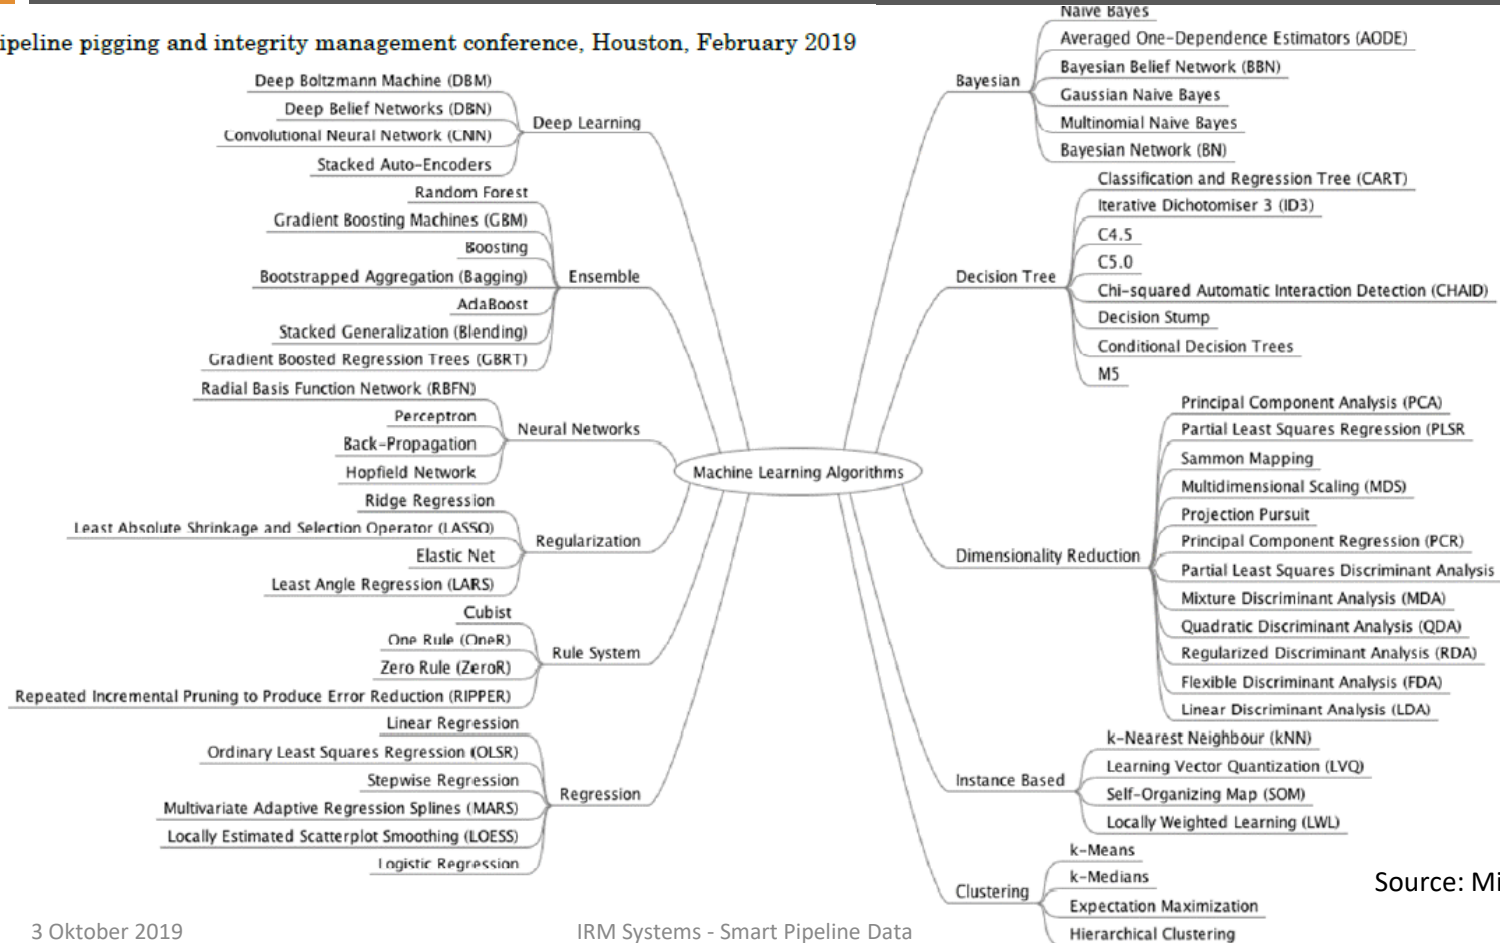 ipeline pigging and integrity management conference, Houston, February 2019
Deep Boltzmann Machine (DBM)
Deep Belief Networks (DBN)
Convolutional Neural Network (CNN)
Stacked Auto-Encoders
Deep Learning
Random Forest
Gradient Boosting Machines (GBM)
Boosting
Bootstrapped Aggregation (Bagging)
AdaBoost
Stacked Generalization (Blending)
Gradient Boosted Regression Trees (GBRT)
Ensemble
Radial Basis Function Network (RBFN)
Perceptron
Back-Propagation
Hopfield Network
Neural Networks
Ridge Regression
Least Absolute Shrinkage and Selection Operator (LASSO)
Elastic Net
Least Angle Regression (LARS)
Regularization
Cubist
One Rule (OneR)
Zero Rule (ZeroR)
Repeated Incremental Pruning to Produce Error Reduction (RIPPER)
Rule System
Linear Regression
Ordinary Least Squares Regression (OLSR)
Stepwise Regression
Multivariate Adaptive Regression Splines (MARS)
Locally Estimated Scatterplot Smoothing (LOESS)
Logistic Regression
Regression
Machine Learning Algorithms
Bayesian
Naive Bayes
Averaged One-Dependence Estimators (AODE)
Bayesian Belief Network (BBN)
Gaussian Naive Bayes
Multinomial Naive Bayes
Bayesian Network (BN)
Decision Tree
Classification and Regression Tree (CART)
Iterative Dichotomiser 3 (ID3)
C4.5
C5.0
Chi-squared Automatic Interaction Detection (CHAID)
Decision Stump
Conditional Decision Trees
M5
Dimensionality Reduction
Principal Component Analysis (PCA)
Partial Least Squares Regression (PLSR
Sammon Mapping
Multidimensional Scaling (MDS)
Projection Pursuit
Principal Component Regression (PCR)
Partial Least Squares Discriminant Analysis
Mixture Discriminant Analysis (MDA)
Quadratic Discriminant Analysis (QDA)
Regularized Discriminant Analysis (RDA)
Flexible Discriminant Analysis (FDA)
Linear Discriminant Analysis (LDA)
Instance Based
k-Nearest Neighbour (kNN)
Learning Vector Quantization (LVQ)
Self-Organizing Map (SOM)
Locally Weighted Learning (LWL)
Clustering
k-Means
k-Medians
Expectation Maximization
Hierarchical Clustering
Source: Mi
3 Oktober 2019
IRM Systems - Smart Pipeline Data